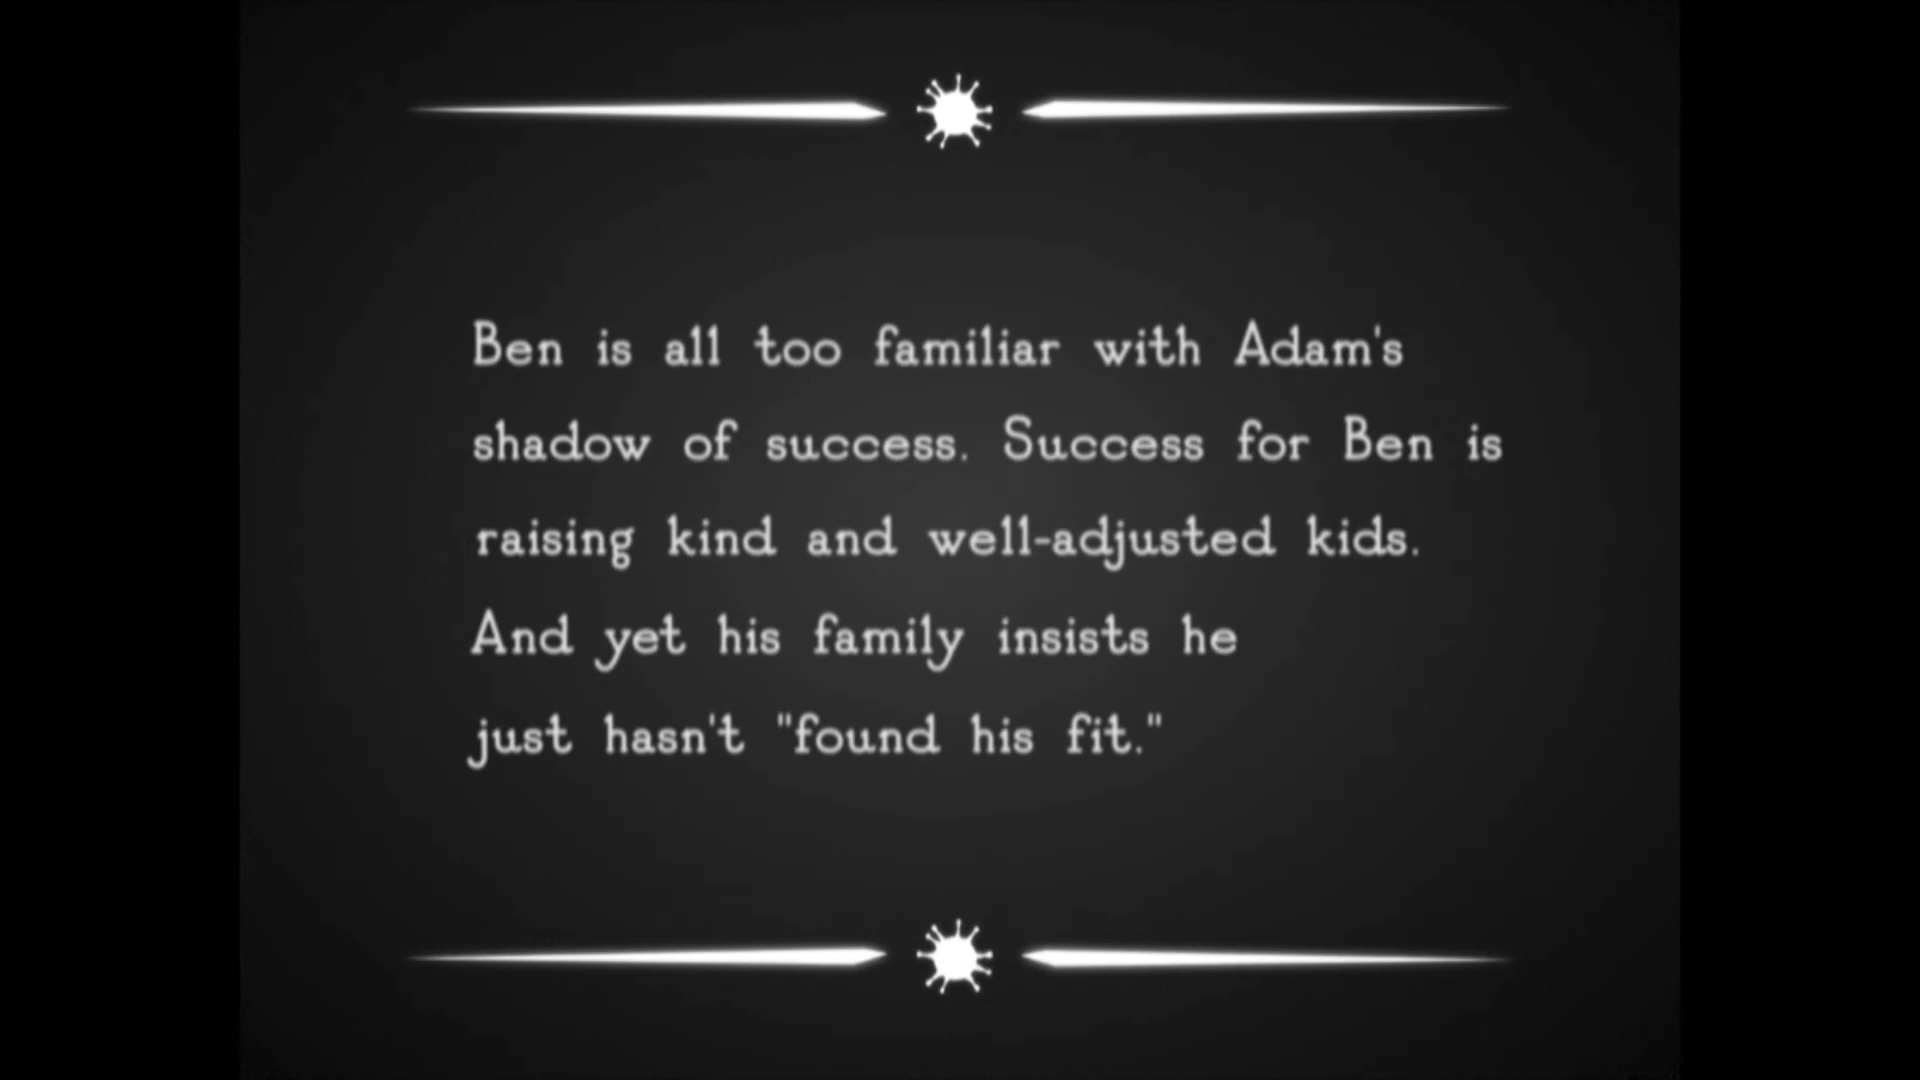 Ben is all too familiar with Adam's
shadow of success. Success for Ben is
raising kind and well-adjusted kids.
And yet his family insists he
just hasn't "found his fit."